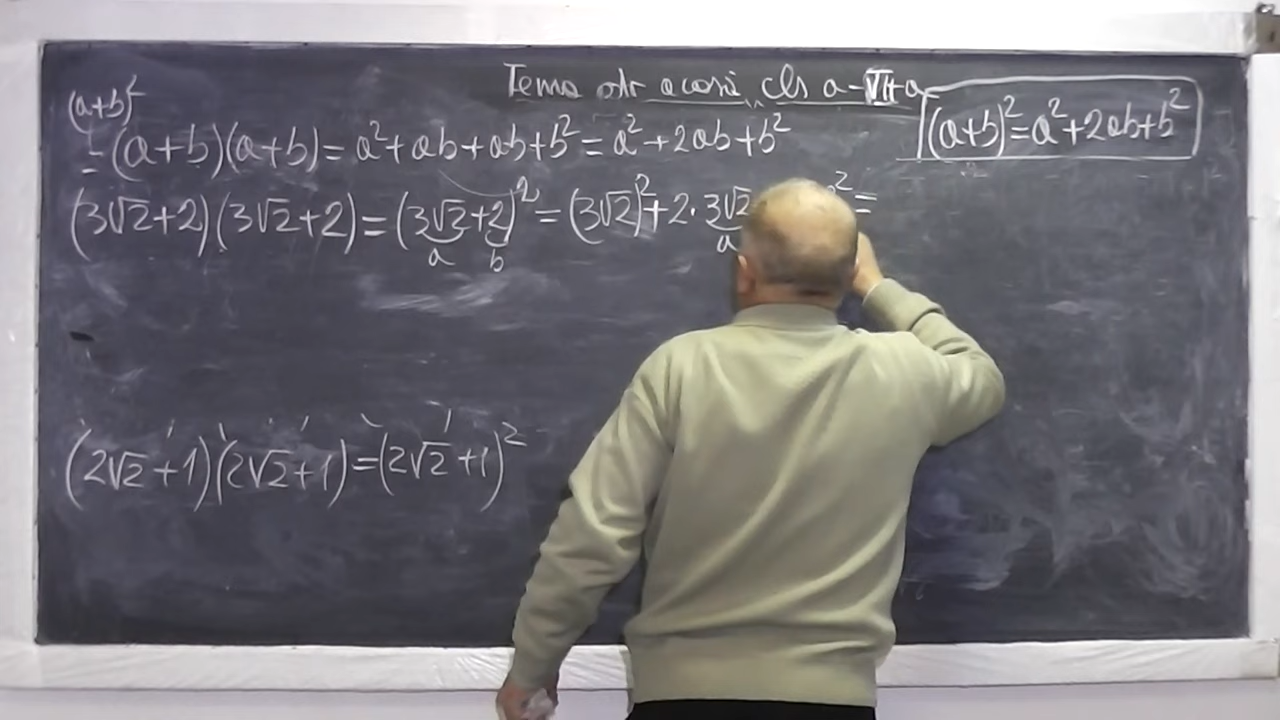 Tema acasă cls a-VII-a
(a+b)²
(a+b)²=a²+2ab+b²
=(a+b)(a+b)=a²+ab+ab+b²=a²+2ab+b²
(3√2+2)(3√2+2)=(3√2+2)²=(3√2)²+2·3√2 ²=
a b a
(2√2+1)(2√2+1)=(2√2+1)²